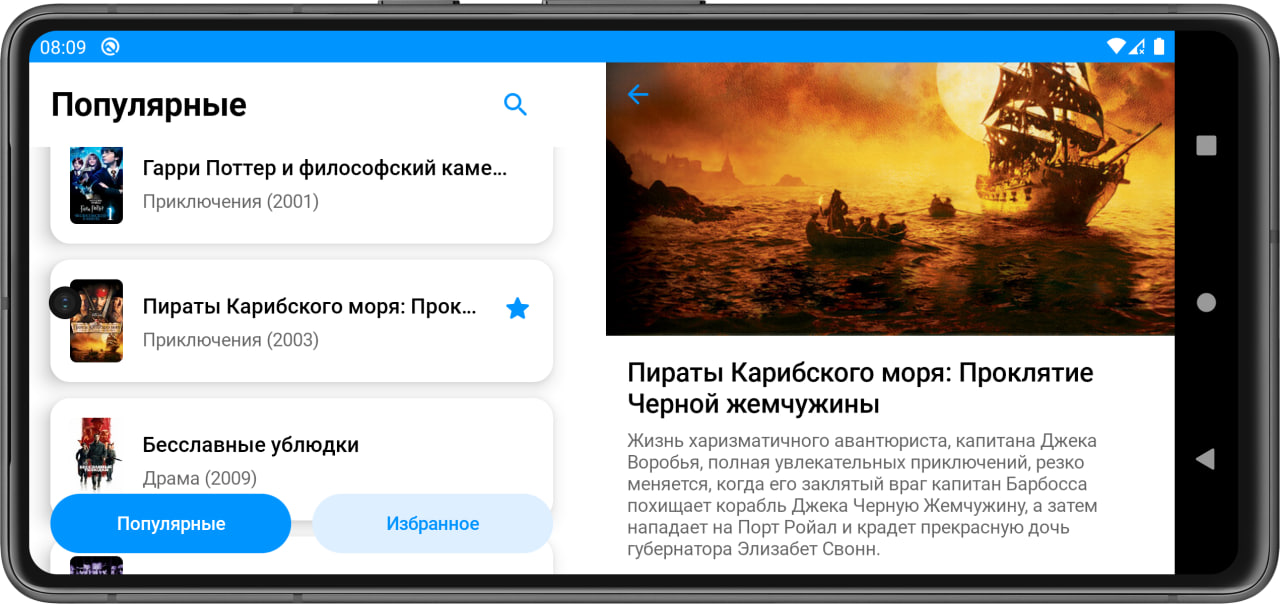 08:09
Популярные
Гарри Поттер и философский каме...
Приключения (2001)
Пираты Карибского моря: Прок...
Приключения (2003)
Бесславные ублюдки
Драма (2009)
Популярные
Избранное
Пираты Карибского моря: Проклятие
Черной жемчужины
Жизнь харизматичного авантюриста, капитана Джека
Воробья, полная увлекательных приключений, резко
меняется, когда его заклятый враг капитан Барбосса
похищает корабль Джека Черную Жемчужину, а затем
нападает на Порт Ройал и крадет прекрасную дочь
губернатора Элизабет Свонн.